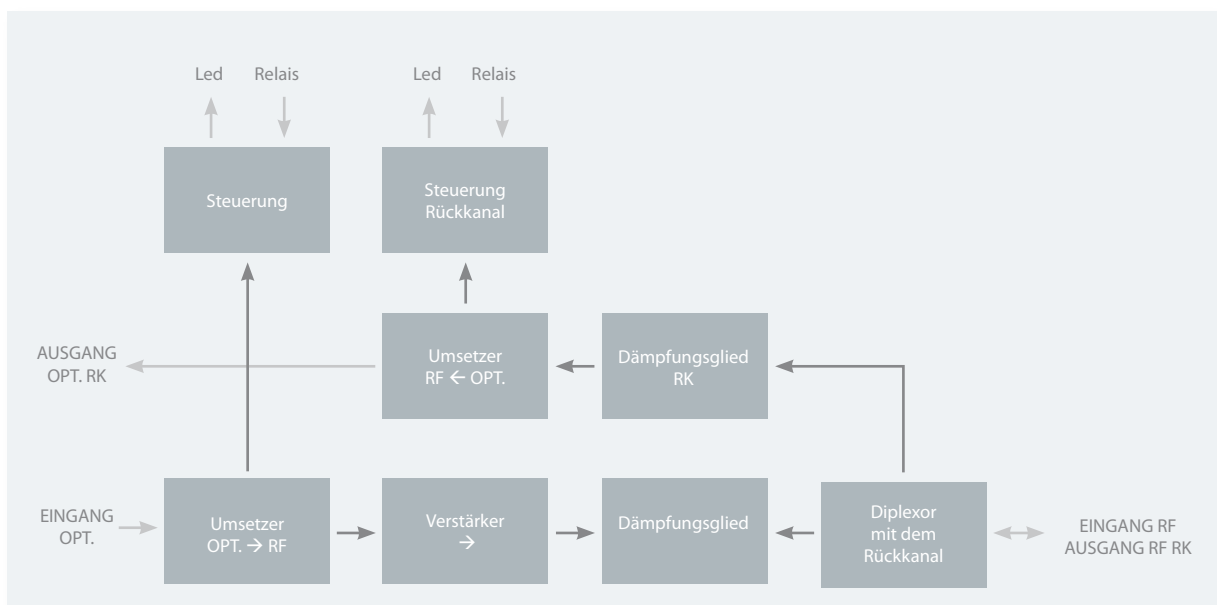 Led
Relais
Led
Relais
Steuerung
Steuerung
Rückkanal
AUSGANG
OPT. RK
Umsetzer
RF ← OPT.
Dämpfungsglied
RK
EINGANG
OPT.
Umsetzer
OPT. → RF
Verstärker
→
Dämpfungsglied
Diplexor
mit dem
Rückkanal
EINGANG RF
AUSGANG RF RK